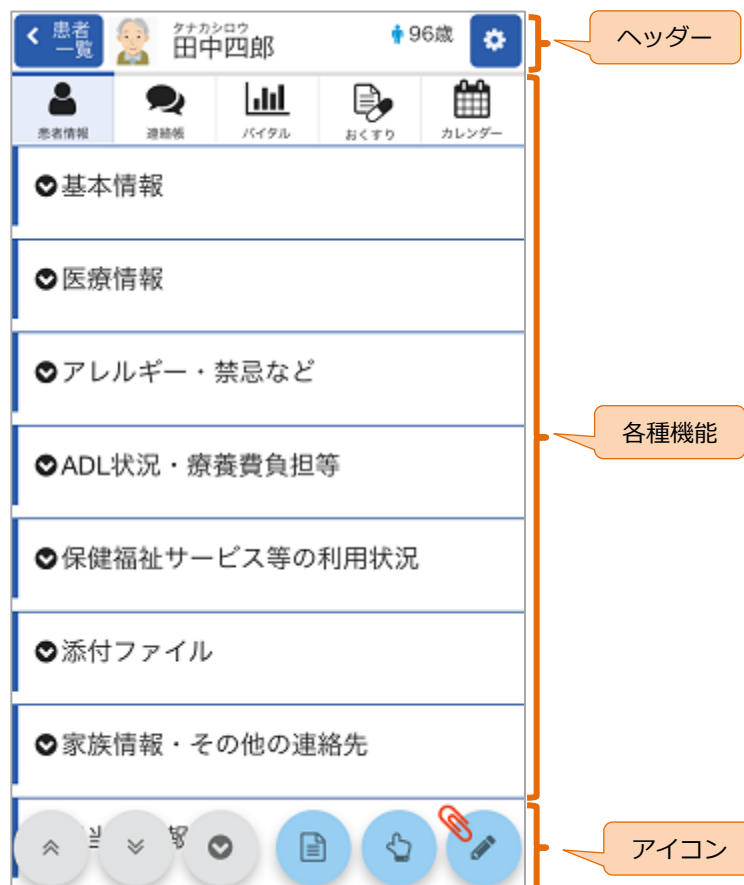 患者
一覧
タナカシロウ
田中四郎
96歳
ヘッダー
患者情報
連絡帳
バイタル
おくすり
カレンダー
基本情報
医療情報
アレルギー・禁忌など
ADL状況・療養費負担等
各種機能
保健福祉サービス等の利用状況
添付ファイル
家族情報・その他の連絡先
アイコン